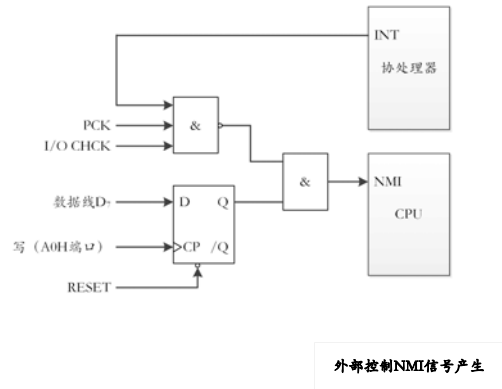 INT
协处理器
PCK
&
I/O CHCK
&
NMI
CPU
数据线D₇
D Q
写（A0H端口）
CP /Q
RESET
外部控制NMI信号产生